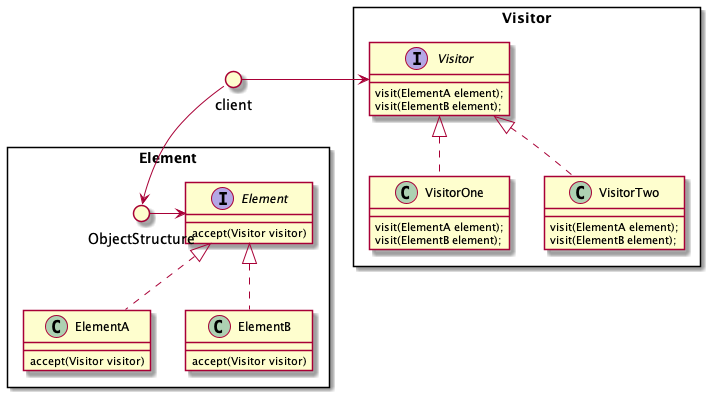 Visitor
I Visitor
visit(ElementA element);
visit(ElementB element);
client
C VisitorOne
visit(ElementA element);
visit(ElementB element);
C VisitorTwo
visit(ElementA element);
visit(ElementB element);
Element
I Element
accept(Visitor visitor)
ObjectStructure
C ElementA
accept(Visitor visitor)
C ElementB
accept(Visitor visitor)